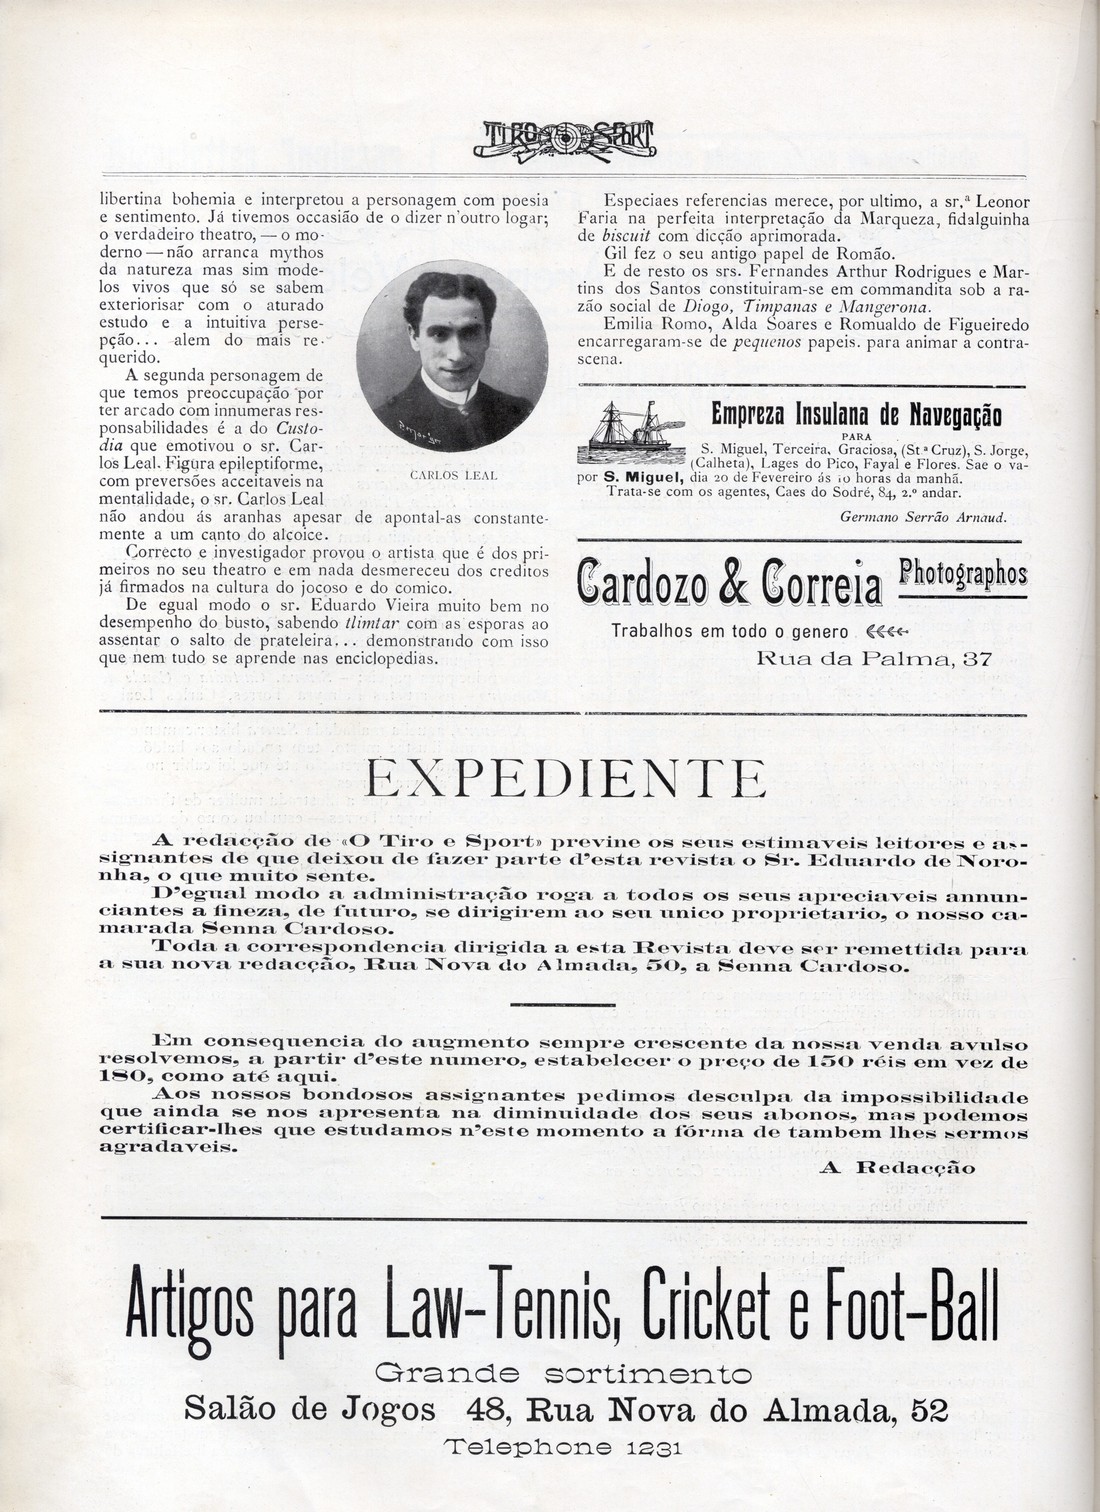 TIRO E SPORT
libertina bohemia e interpretou a personagem com poesia
e sentimento. Já tivemos occasião de o dizer n'outro logar;
o verdadeiro theatro, — o mo-
derno — não arranca mythos
da natureza mas sim mode-
los vivos que só se sabem
exteriorisar com o aturado
estudo e a intuitiva perse-
pção... alem do mais re-
querido.
A segunda personagem de
que temos preoccupação por
ter arcado com innumeras res-
ponsabilidades é a do Custo-
dia que emotivou o sr. Car-
los Leal. Figura epileptiforme,
com preversões acceitaveis na
mentalidade, o sr. Carlos Leal
não andou ás aranhas apesar de apontal-as constante-
mente a um canto do alcoice.
CARLOS LEAL
Correcto e investigador provou o artista que é dos pri-
meiros no seu theatro e em nada desmereceu dos creditos
já firmados na cultura do jocoso e do comico.
De egual modo o sr. Eduardo Vieira muito bem no
desempenho do busto, sabendo tlimtar com as esporas ao
assentar o salto de prateleira... demonstrando com isso
que nem tudo se aprende nas enciclopedias.
Especiaes referencias merece, por ultimo, a sr.ª Leonor
Faria na perfeita interpretação da Marqueza, fidalguinha
de biscuit com dicção aprimorada.
Gil fez o seu antigo papel de Romão.
E de resto os srs. Fernandes Arthur Rodrigues e Mar-
tins dos Santos constituiram-se em commandita sob a ra-
zão social de Diogo, Timpanas e Mangerona.
Emilia Romo, Alda Soares e Romualdo de Figueiredo
encarregaram-se de pequenos papeis. para animar a contra-
scena.
Empreza Insulana de Navegação
PARA
S. Miguel, Terceira, Graciosa, (St.ª Cruz), S. Jorge,
(Calheta), Lages do Pico, Fayal e Flores. Sae o va-
por S. Miguel, dia 20 de Fevereiro ás 10 horas da manhã.
Trata-se com os agentes, Caes do Sodré, 84, 2.º andar.
Germano Serrão Arnaud.
Cardozo & Correia Photographos
Trabalhos em todo o genero
Rua da Palma, 37
EXPEDIENTE
A redacção de «O Tiro e Sport» previne os seus estimaveis leitores e as-
signantes de que deixou de fazer parte d'esta revista o Sr. Eduardo de Noro-
nha, o que muito sente.
D'egual modo a administração roga a todos os seus apreciaveis annun-
ciantes a fineza, de futuro, se dirigirem ao seu unico proprietario, o nosso ca-
marada Senna Cardoso.
Toda a correspondencia dirigida a esta Revista deve ser remettida para
a sua nova redacção, Rua Nova do Almada, 50, a Senna Cardoso.
Em consequencia do augmento sempre crescente da nossa venda avulso
resolvemos, a partir d'este numero, estabelecer o preço de 150 réis em vez de
180, como até aqui.
Aos nossos bondosos assignantes pedimos desculpa da impossibilidade
que ainda se nos apresenta na diminuidade dos seus abonos, mas podemos
certificar-lhes que estudamos n'este momento a fórma de tambem lhes sermos
agradaveis.
A Redacção
Artigos para Law-Tennis, Cricket e Foot-Ball
Grande sortimento
Salão de Jogos 48, Rua Nova do Almada, 52
Telephone 1231